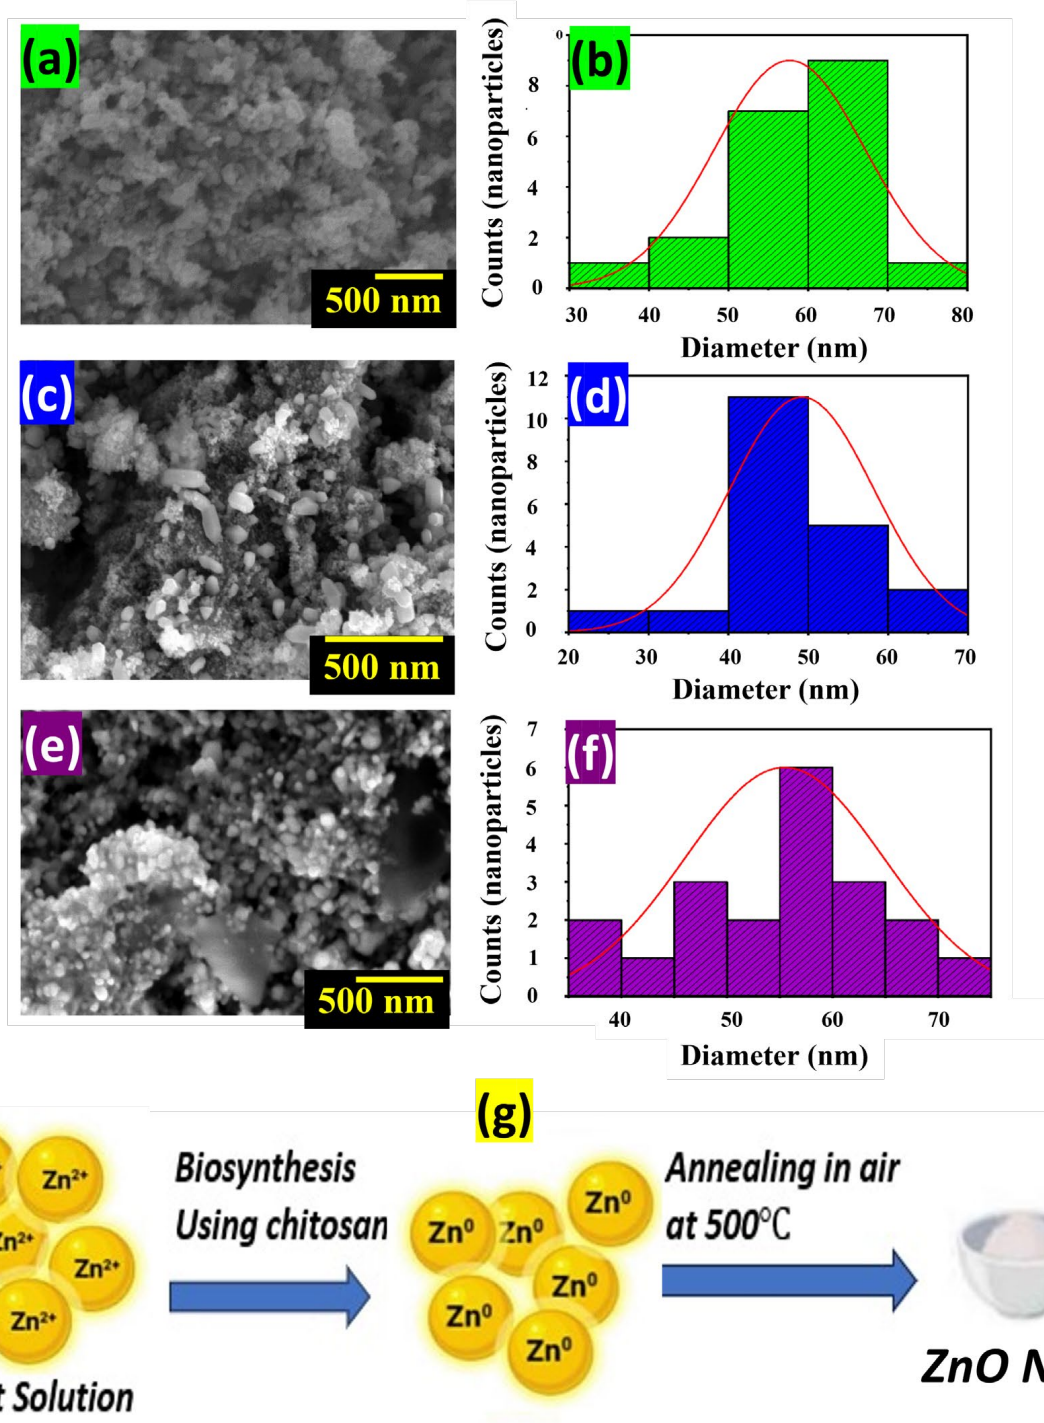 (a)
500 nm
(b)
Counts (nanoparticles)
0
8
6
4
2
0
30 40 50 60 70 80
Diameter (nm)
(c)
500 nm
(d)
Counts (nanoparticles)
12
10
8
6
4
2
0
20 30 40 50 60 70
Diameter (nm)
(e)
500 nm
(f)
Counts (nanoparticles)
7
6
5
4
3
2
1
0
40 50 60 70
Diameter (nm)
(g)
Zn²⁺
Zn²⁺
Zn²⁺
Zn²⁺
t Solution
Biosynthesis
Using chitosan
Zn⁰
Zn⁰
Zn⁰
Zn⁰
Zn⁰
Zn⁰
Annealing in air
at 500℃
ZnO N